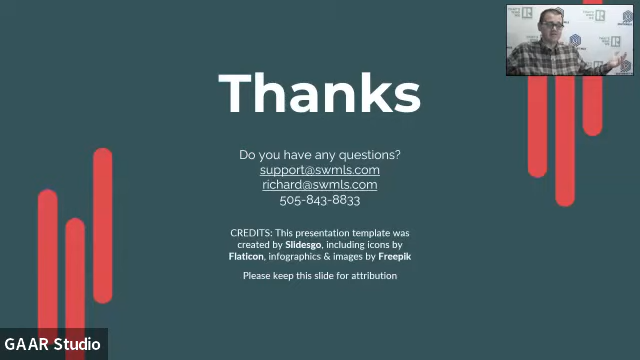 Thanks
Do you have any questions?
support@swmls.com
richard@swmls.com
505-843-8833
CREDITS: This presentation template was
created by Slidesgo, including icons by
Flaticon, infographics & images by Freepik
Please keep this slide for attribution
GAAR Studio